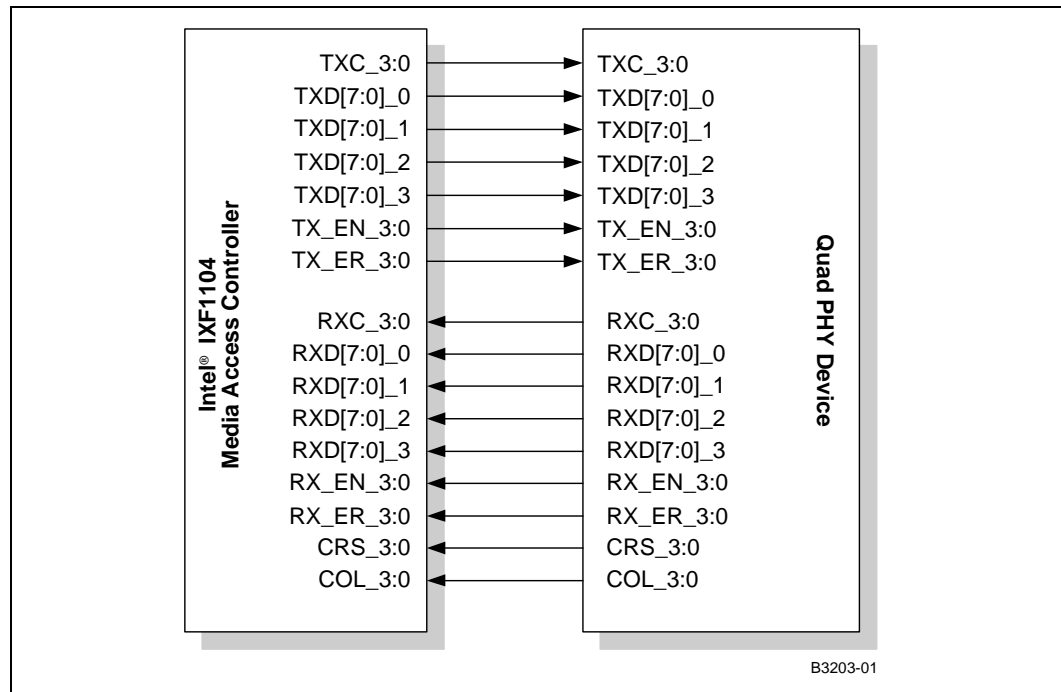 Intel® IXF1104
Media Access Controller
TXC_3:0
TXD[7:0]_0
TXD[7:0]_1
TXD[7:0]_2
TXD[7:0]_3
TX_EN_3:0
TX_ER_3:0
RXC_3:0
RXD[7:0]_0
RXD[7:0]_1
RXD[7:0]_2
RXD[7:0]_3
RX_EN_3:0
RX_ER_3:0
CRS_3:0
COL_3:0
TXC_3:0
TXD[7:0]_0
TXD[7:0]_1
TXD[7:0]_2
TXD[7:0]_3
TX_EN_3:0
TX_ER_3:0
RXC_3:0
RXD[7:0]_0
RXD[7:0]_1
RXD[7:0]_2
RXD[7:0]_3
RX_EN_3:0
RX_ER_3:0
CRS_3:0
COL_3:0
Quad PHY Device
B3203-01